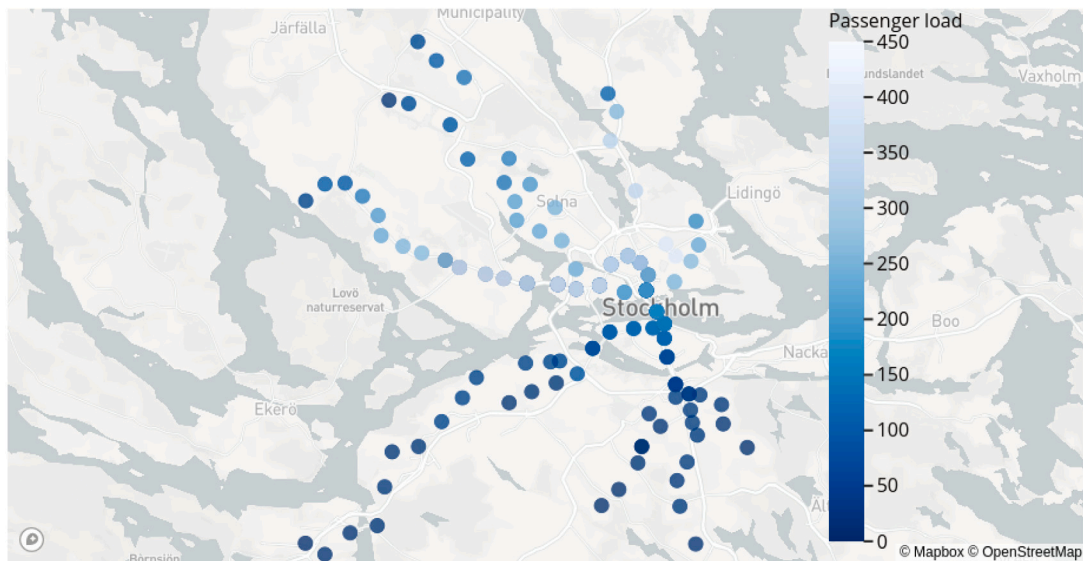 Passenger load
Municipality
Järfälla
450
Vaxholm
400
350
Lidingö
Solna
300
250
Lovö
naturreservat
Stockholm
200
Boo
Nacka
150
Ekerö
100
50
0
© Mapbox © OpenStreetMap